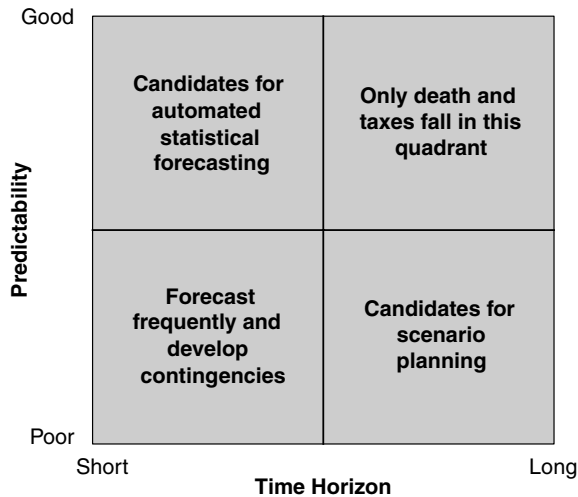 Good
Candidates for
automated
statistical
forecasting
Only death and
taxes fall in this
quadrant
Predictability
Forecast
frequently and
develop
contingencies
Candidates for
scenario
planning
Poor
Short
Long
Time Horizon